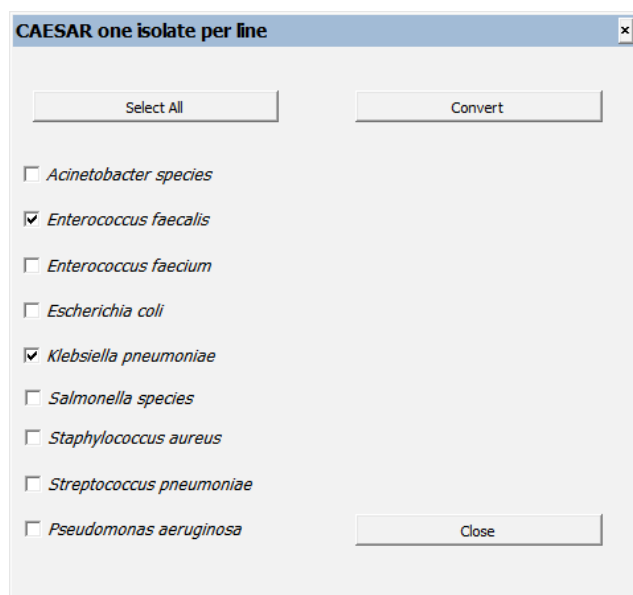 CAESAR one isolate per line
Select All
Convert
Acinetobacter species
Enterococcus faecalis
Enterococcus faecium
Escherichia coli
Klebsiella pneumoniae
Salmonella species
Staphylococcus aureus
Streptococcus pneumoniae
Pseudomonas aeruginosa
Close